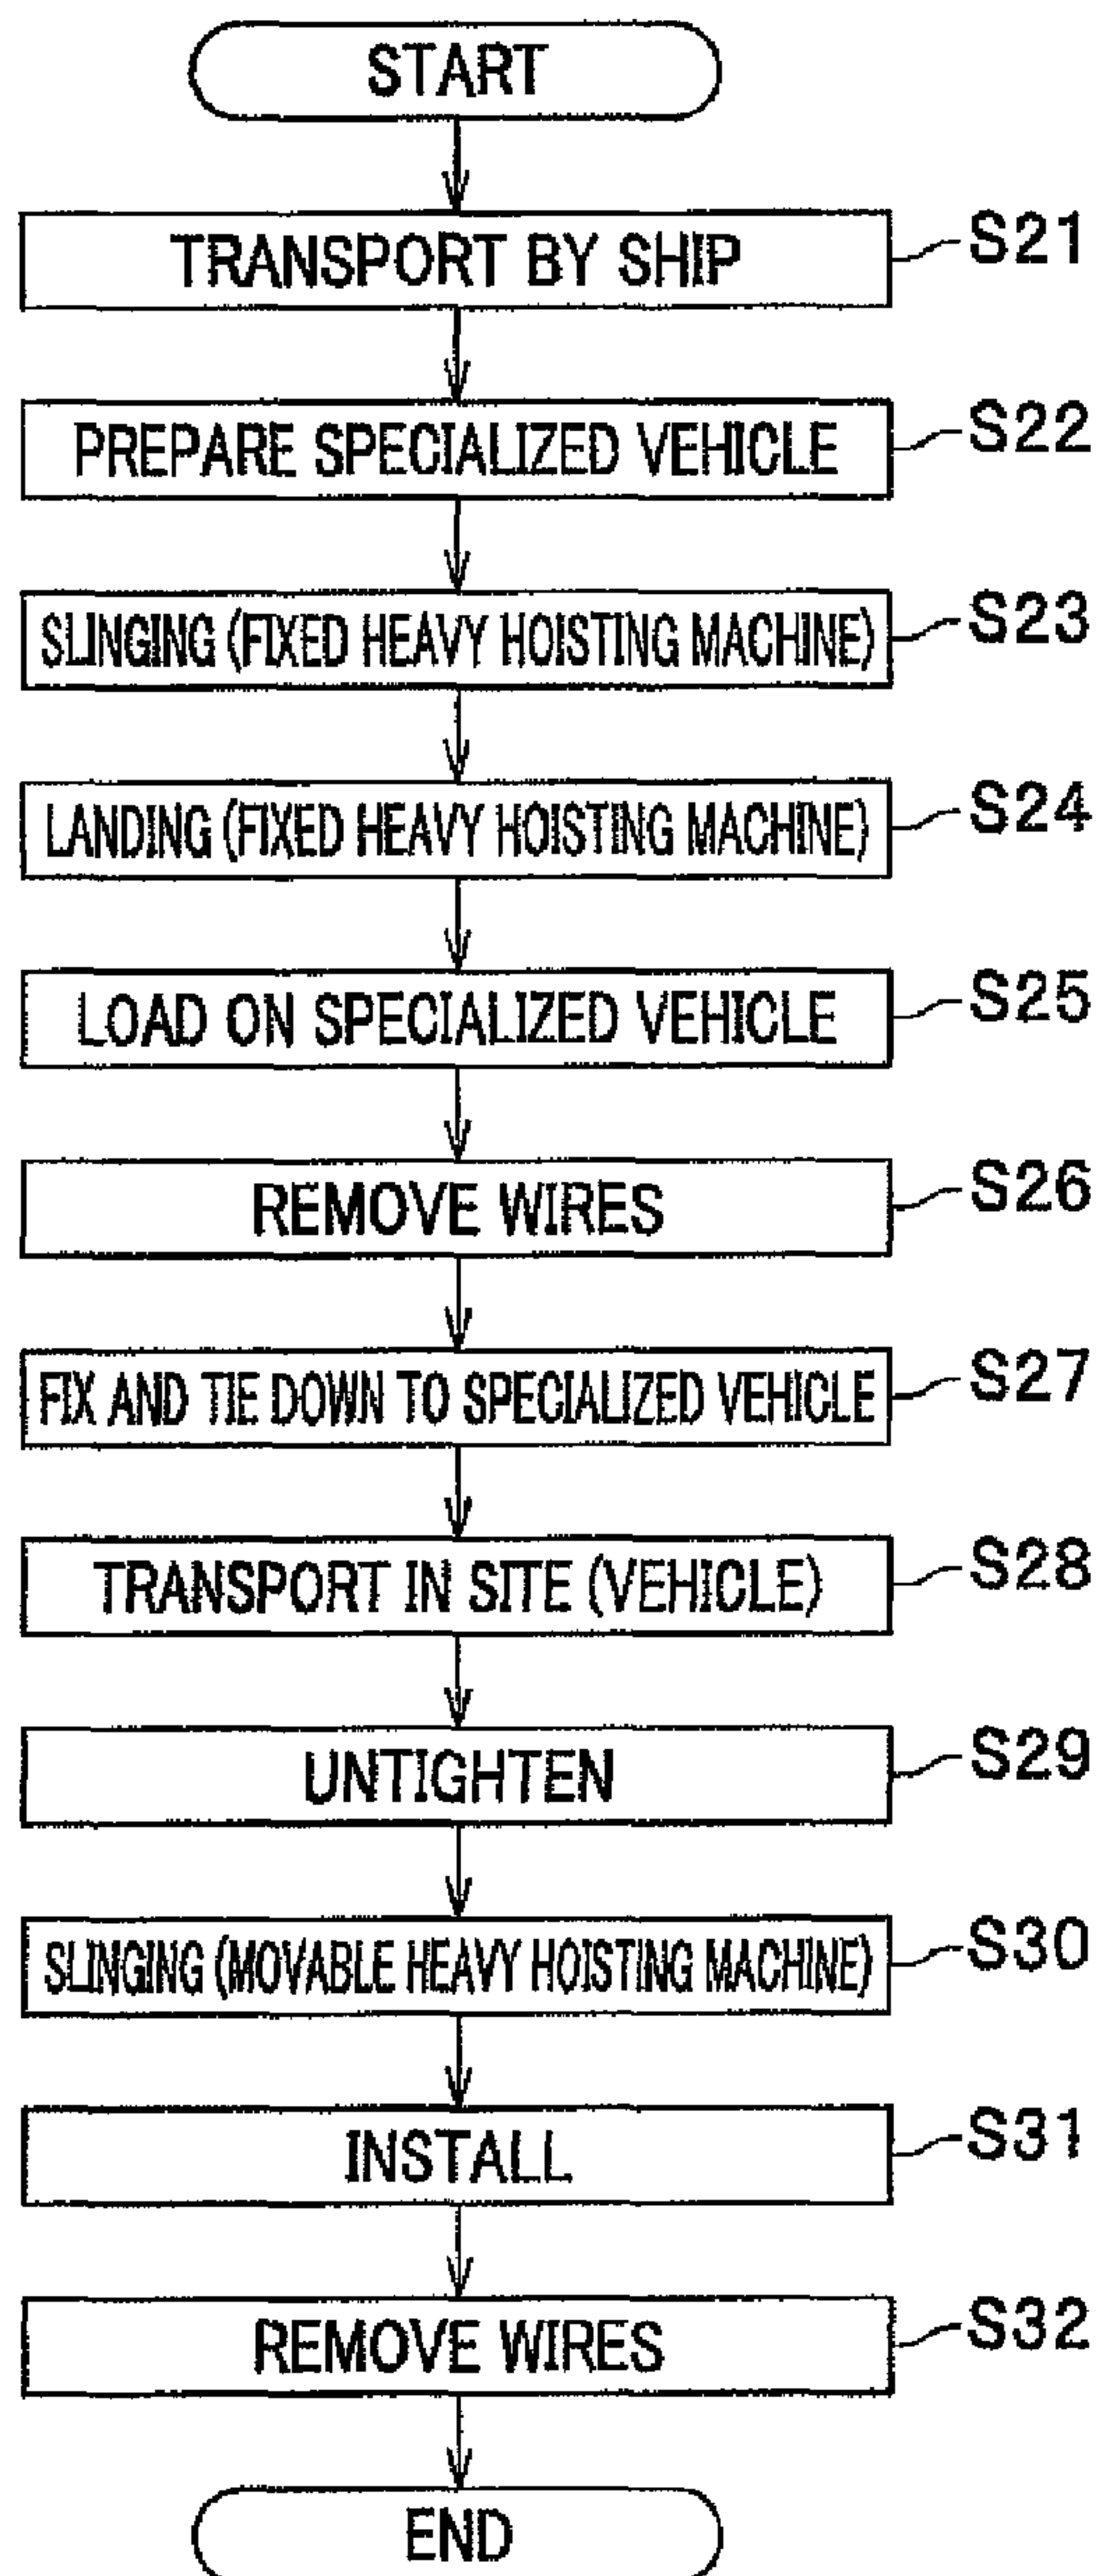 START
TRANSPORT BY SHIP S21
PREPARE SPECIALIZED VEHICLE S22
SLINGING (FIXED HEAVY HOISTING MACHINE) S23
LANDING (FIXED HEAVY HOISTING MACHINE) S24
LOAD ON SPECIALIZED VEHICLE S25
REMOVE WIRES S26
FIX AND TIE DOWN TO SPECIALIZED VEHICLE S27
TRANSPORT IN SITE (VEHICLE) S28
UNTIGHTEN S29
SLINGING (MOVABLE HEAVY HOISTING MACHINE) S30
INSTALL S31
REMOVE WIRES S32
END